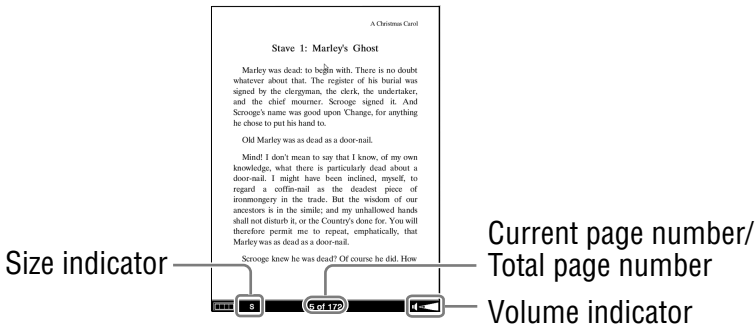 A Christmas Carol
Stave 1: Marley's Ghost
Marley was dead: to begin with. There is no doubt
whatever about that. The register of his burial was
signed by the clergyman, the clerk, the undertaker,
and the chief mourner. Scrooge signed it. And
Scrooge's name was good upon 'Change, for anything
he chose to put his hand to.
Old Marley was as dead as a door-nail.
Mind! I don't mean to say that I know, of my own
knowledge, what there is particularly dead about a
door-nail. I might have been inclined, myself, to
regard a coffin-nail as the deadest piece of
ironmongery in the trade. But the wisdom of our
ancestors is in the simile; and my unhallowed hands
shall not disturb it, or the Country's done for. You will
therefore permit me to repeat, emphatically, that
Marley was as dead as a door-nail.
Scrooge knew he was dead? Of course he did. How
Size indicator
S
5 of 172
Current page number/
Total page number
Volume indicator